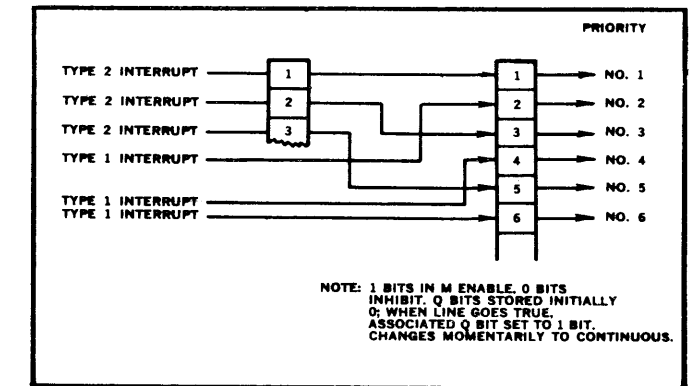 PRIORITY
TYPE 2 INTERRUPT 1 1 NO. 1
TYPE 2 INTERRUPT 2 2 NO. 2
TYPE 2 INTERRUPT 3 3 NO. 3
TYPE 1 INTERRUPT 4 NO. 4
5 NO. 5
TYPE 1 INTERRUPT
TYPE 1 INTERRUPT 6 NO. 6
NOTE: 1 BITS IN M ENABLE, 0 BITS
INHIBIT. Q BITS STORED INITIALLY
0; WHEN LINE GOES TRUE,
ASSOCIATED Q BIT SET TO 1 BIT.
CHANGES MOMENTARILY TO CONTINUOUS.